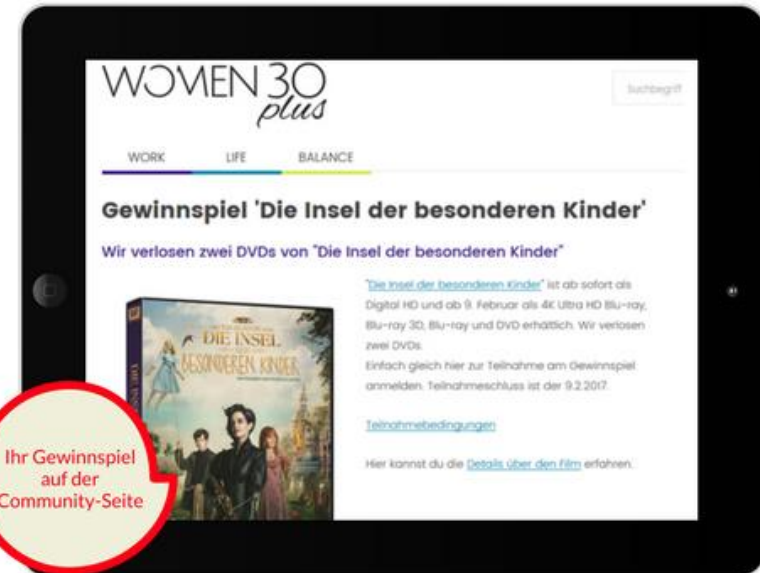 WOMEN 30
plus
Suchbegriff
WORK LIFE BALANCE
Gewinnspiel 'Die Insel der besonderen Kinder'
Wir verlosen zwei DVDs von "Die Insel der besonderen Kinder"
"Die Insel der besonderen Kinder" ist ab sofort als
Digital HD und ab 9. Februar als 4K Ultra HD Blu-ray,
Blu-ray 3D, Blu-ray und DVD erhältlich. Wir verlosen
zwei DVDs.
Einfach gleich hier zur Teilnahme am Gewinnspiel
anmelden. Teilnahmeschluss ist der 9.2.2017.
Teilnahmebedingungen
Hier kannst du die Details über den Film erfahren.
DIE INSEL
BESONDEREN KINDER
DIE INSEL
Ihr Gewinnspiel
auf der
Community-Seite